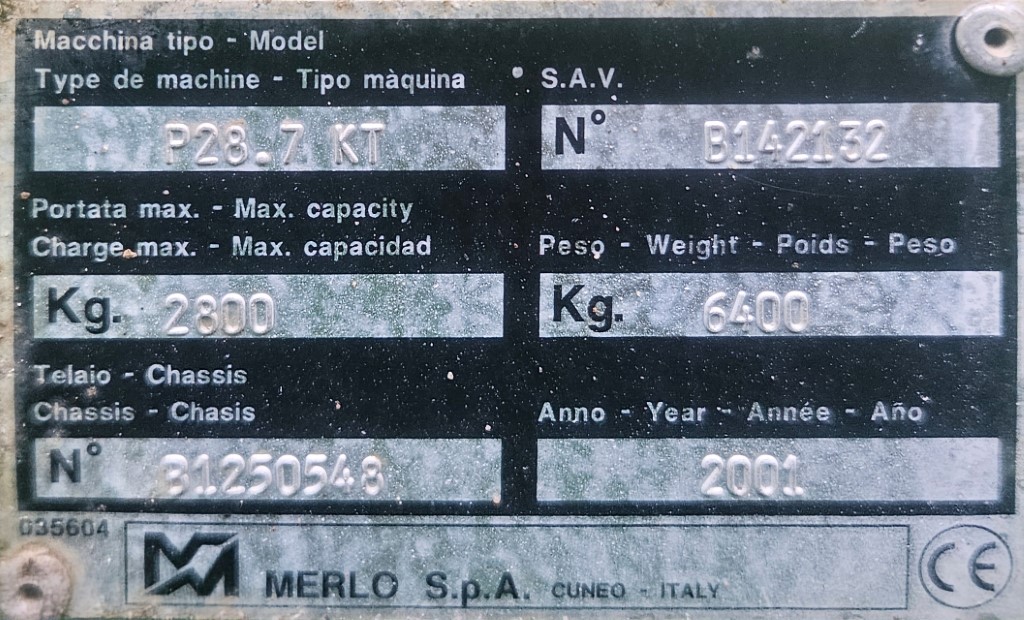 Macchina tipo - Model
Type de machine - Tipo màquina
P28.7 KT
S.A.V.
N° B142132
Portata max. - Max. capacity
Charge max. - Max. capacidad
Kg. 2800
Peso - Weight - Poids - Peso
Kg. 6400
Telaio - Chassis
Chassis - Chasis
N° B1250548
Anno - Year - Année - Año
2001
035604
MERLO S.p.A. CUNEO - ITALY
CE